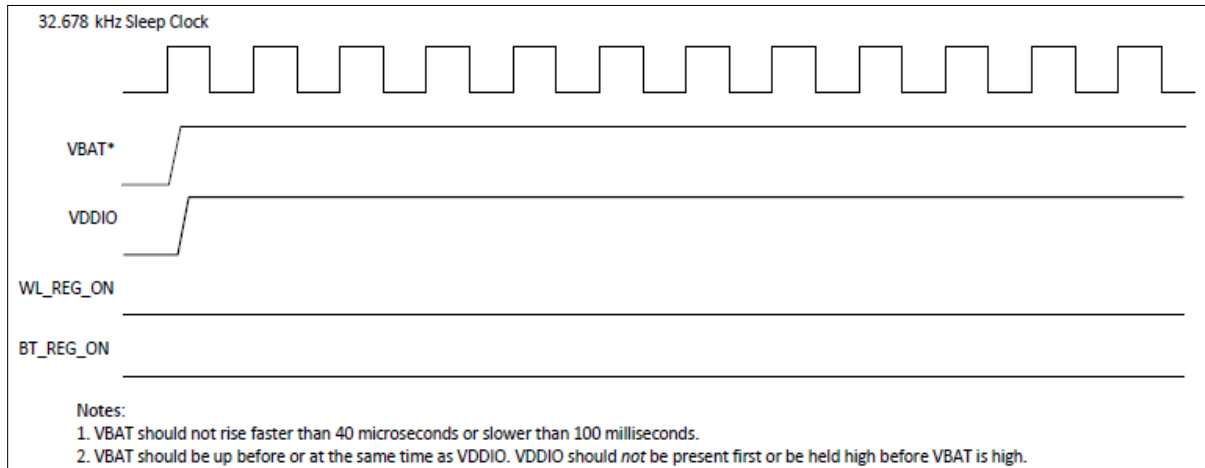 32.678 kHz Sleep Clock
VBAT*
VDDIO
WL_REG_ON
BT_REG_ON
Notes:
1. VBAT should not rise faster than 40 microseconds or slower than 100 milliseconds.
2. VBAT should be up before or at the same time as VDDIO. VDDIO should not be present first or be held high before VBAT is high.